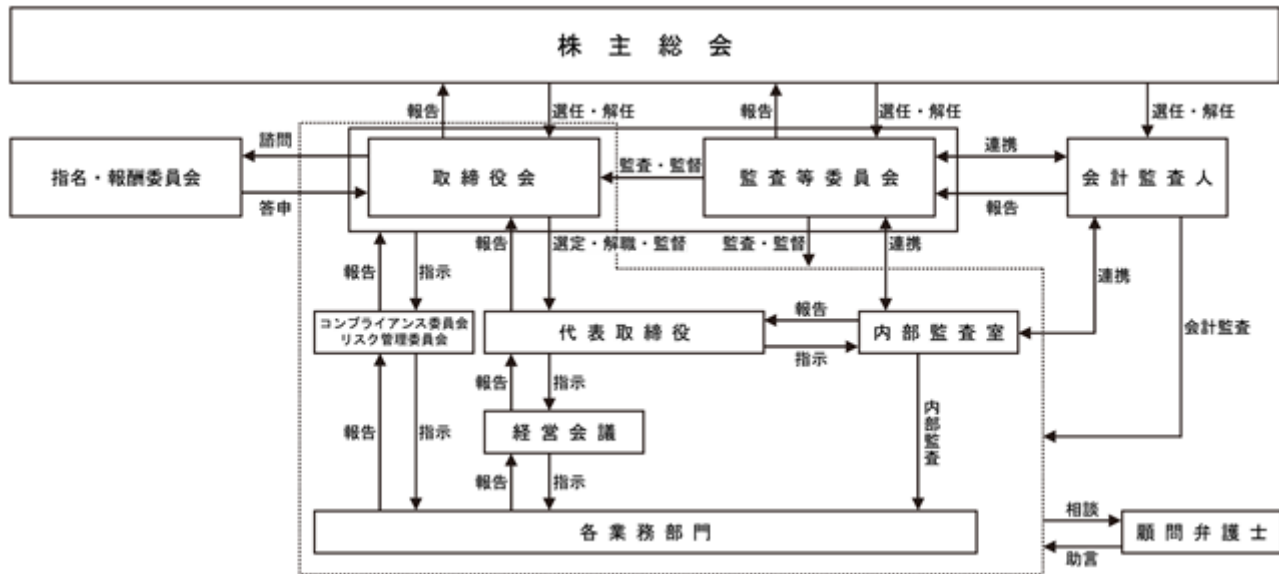 株主総会
報告
選任・解任
報告
選任・解任
選任・解任
諮問
指名・報酬委員会
答申
取締役会
監査・監督
監査等委員会
連携
報告
会計監査人
報告
指示
報告
選定・解職・監督
監査・監督
連携
連携
会計監査
コンプライアンス委員会
リスク管理委員会
代表取締役
報告
指示
内部監査室
報告
指示
報告
指示
経営会議
内部監査
報告
指示
各業務部門
相談
助言
顧問弁護士